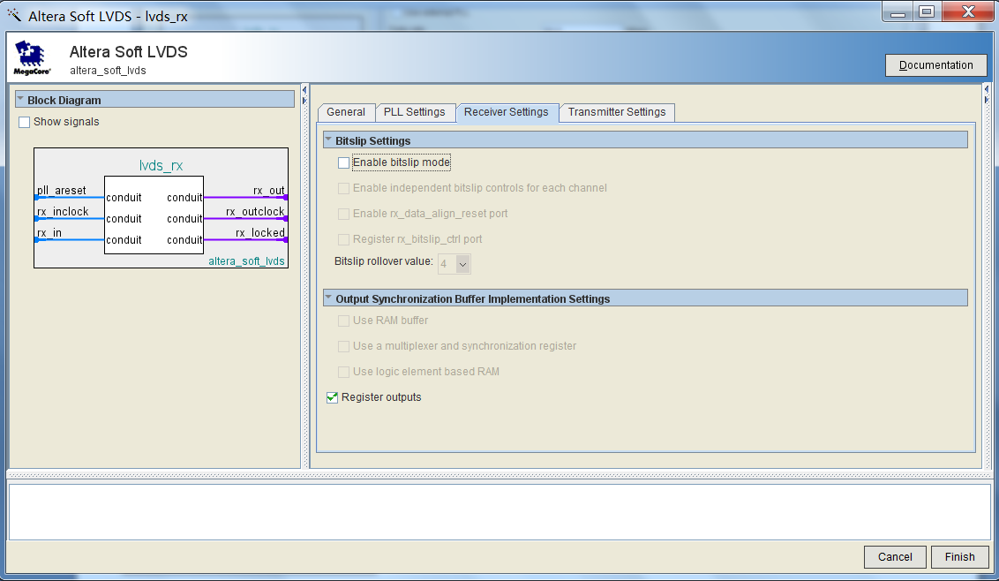 Altera Soft LVDS - lvds_rx
Altera Soft LVDS
altera_soft_lvds
MegaCore®
Documentation
Block Diagram
Show signals
lvds_rx
pll_areset conduit conduit rx_out
rx_inclock conduit conduit rx_outclock
rx_in conduit conduit rx_locked
altera_soft_lvds
General PLL Settings Receiver Settings Transmitter Settings
Bitslip Settings
Enable bitslip mode
Enable independent bitslip controls for each channel
Enable rx_data_align_reset port
Register rx_bitslip_ctrl port
Bitslip rollover value: 4
Output Synchronization Buffer Implementation Settings
Use RAM buffer
Use a multiplexer and synchronization register
Use logic element based RAM
Register outputs
Cancel Finish